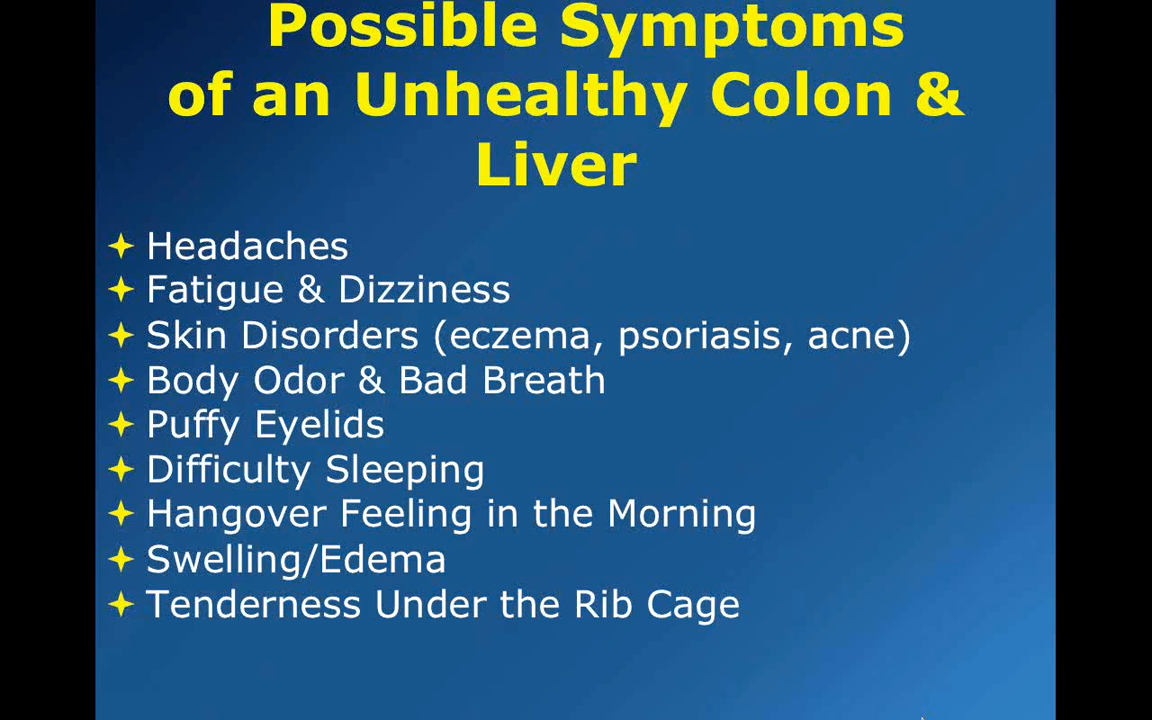 Possible Symptoms
of an Unhealthy Colon &
Liver
Headaches
Fatigue & Dizziness
Skin Disorders (eczema, psoriasis, acne)
Body Odor & Bad Breath
Puffy Eyelids
Difficulty Sleeping
Hangover Feeling in the Morning
Swelling/Edema
Tenderness Under the Rib Cage